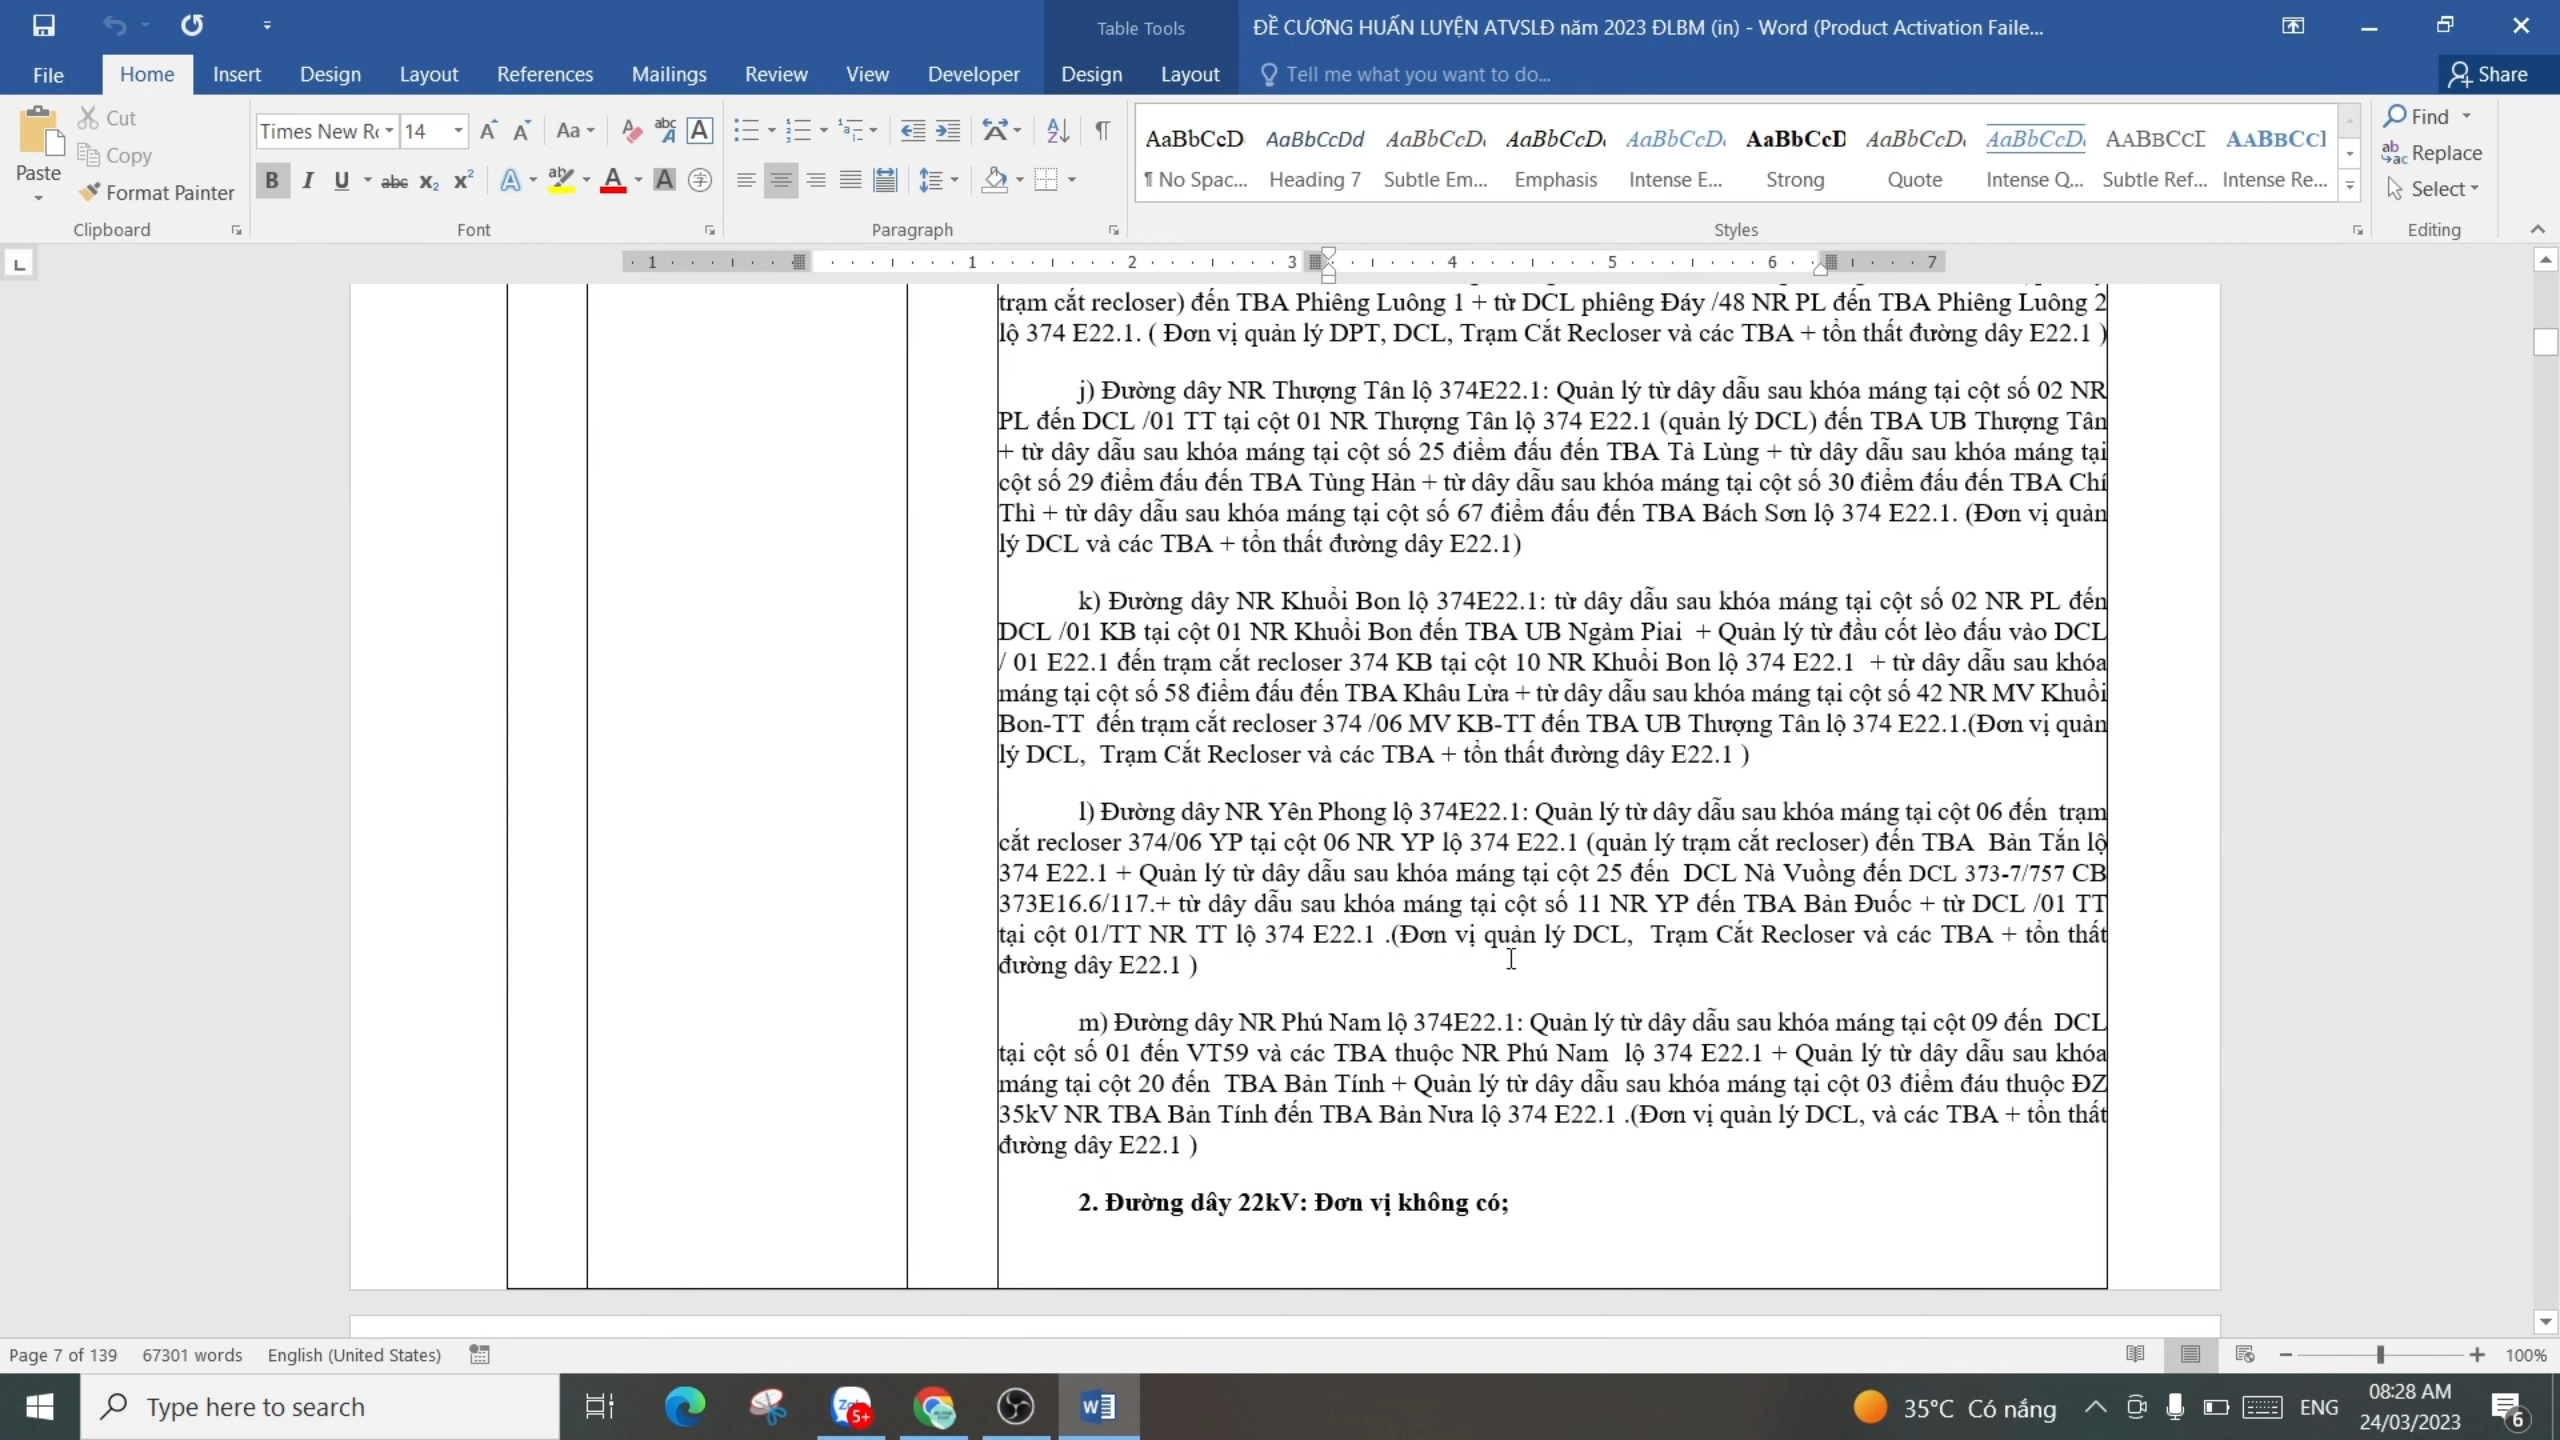 Table Tools
ĐỀ CƯƠNG HUẤN LUYỆN ATVSLĐ năm 2023 ĐLBM (in) - Word (Product Activation Faile...
File Home Insert Design Layout References Mailings Review View Developer Design Layout Tell me what you want to do... Share
Cut
Copy
Format Painter
Paste
Clipboard
Times New Rc 14
Font
Paragraph
AaBbCcD AaBbCcDd AaBbCcD AaBbCcD AaBbCcD AaBbCcD AaBbCcD AaBbCcD AABBCCD AABBCCI
¶ No Spac... Heading 7 Subtle Em... Emphasis Intense E... Strong Quote Intense Q... Subtle Ref... Intense Re...
Styles
Find
Replace
Select
Editing
1 1 2 3 4 5 6 7
trạm cắt recloser) đến TBA Phiêng Luông 1 + từ DCL phiêng Đáy /48 NR PL đến TBA Phiêng Luông 2
lộ 374 E22.1. ( Đơn vị quản lý DPT, DCL, Trạm Cắt Recloser và các TBA + tổn thất đường dây E22.1 )
j) Đường dây NR Thượng Tân lộ 374E22.1: Quản lý từ dây dẫu sau khóa máng tại cột số 02 NR
PL đến DCL /01 TT tại cột 01 NR Thượng Tân lộ 374 E22.1 (quản lý DCL) đến TBA UB Thượng Tân
+ từ dây dẫu sau khóa máng tại cột số 25 điểm đấu đến TBA Tả Lùng + từ dây dẫu sau khóa máng tại
cột số 29 điểm đấu đến TBA Tùng Hản + từ dây dẫu sau khóa máng tại cột số 30 điểm đấu đến TBA Chí
Thì + từ dây dẫu sau khóa máng tại cột số 67 điểm đấu đến TBA Bách Sơn lộ 374 E22.1. (Đơn vị quản
lý DCL và các TBA + tổn thất đường dây E22.1)
k) Đường dây NR Khuổi Bon lộ 374E22.1: từ dây dẫu sau khóa máng tại cột số 02 NR PL đến
DCL /01 KB tại cột 01 NR Khuổi Bon đến TBA UB Ngàm Piai + Quản lý từ đầu cốt lèo đấu vào DCL
/ 01 E22.1 đến trạm cắt recloser 374 KB tại cột 10 NR Khuổi Bon lộ 374 E22.1 + từ dây dẫu sau khóa
máng tại cột số 58 điểm đấu đến TBA Khâu Lừa + từ dây dẫu sau khóa máng tại cột số 42 NR MV Khuổi
Bon-TT đến trạm cắt recloser 374 /06 MV KB-TT đến TBA UB Thượng Tân lộ 374 E22.1.(Đơn vị quản
lý DCL, Trạm Cắt Recloser và các TBA + tổn thất đường dây E22.1 )
l) Đường dây NR Yên Phong lộ 374E22.1: Quản lý từ dây dẫu sau khóa máng tại cột 06 đến trạm
cắt recloser 374/06 YP tại cột 06 NR YP lộ 374 E22.1 (quản lý trạm cắt recloser) đến TBA Bản Tắn lộ
374 E22.1 + Quản lý từ dây dẫu sau khóa máng tại cột 25 đến DCL Nà Vuồng đến DCL 373-7/757 CB
373E16.6/117.+ từ dây dẫu sau khóa máng tại cột số 11 NR YP đến TBA Bản Đuốc + từ DCL /01 TT
tại cột 01/TT NR TT lộ 374 E22.1 .(Đơn vị quản lý DCL, Trạm Cắt Recloser và các TBA + tổn thất
đường dây E22.1 )
m) Đường dây NR Phú Nam lộ 374E22.1: Quản lý từ dây dẫu sau khóa máng tại cột 09 đến DCL
tại cột số 01 đến VT59 và các TBA thuộc NR Phú Nam lộ 374 E22.1 + Quản lý từ dây dẫu sau khóa
máng tại cột 20 đến TBA Bản Tính + Quản lý từ dây dẫu sau khóa máng tại cột 03 điểm đáu thuộc ĐZ
35kV NR TBA Bản Tính đến TBA Bản Nưa lộ 374 E22.1 .(Đơn vị quản lý DCL, và các TBA + tổn thất
đường dây E22.1 )
2. Đường dây 22kV: Đơn vị không có;
Page 7 of 139 67301 words English (United States) 100%
Type here to search
5+
35°C Có nắng
ENG
08:28 AM
24/03/2023
6